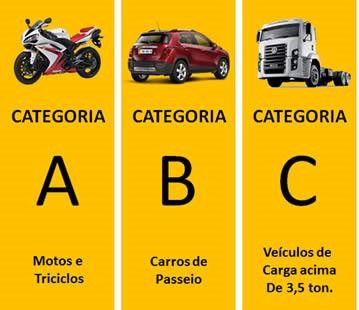 CATEGORIA
A
Motos e
Triciclos
CATEGORIA
B
Carros de
Passeio
CATEGORIA
C
Veículos de
Carga acima
De 3,5 ton.